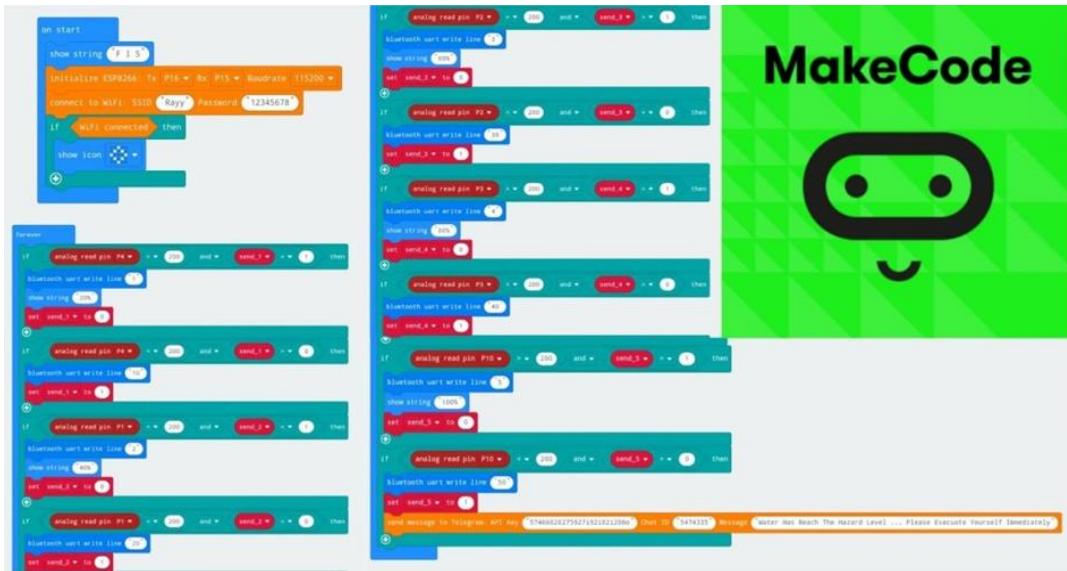 on start
show string "F I S"
initialize ESP8266: Tx P16 Rx P15 Baudrate 115200
connect to WiFi: SSID "Rayy" Password "12345678"
if WiFi connected then
show icon
forever
if analog read pin P4 200 and send_1 = 1 then
bluetooth uart write line "1"
show string "20%"
set send_1 to 0
if analog read pin P4 < 200 and send_1 = 0 then
bluetooth uart write line "10"
set send_1 to 1
if analog read pin P1 200 and send_2 = 1 then
bluetooth uart write line "2"
show string "40%"
set send_2 to 0
if analog read pin P1 < 200 and send_2 = 0 then
bluetooth uart write line "20"
set send_2 to 1
if analog read pin P2 200 and send_3 = 1 then
bluetooth uart write line "3"
show string "60%"
set send_3 to 0
if analog read pin P2 < 200 and send_3 = 0 then
bluetooth uart write line "30"
set send_3 to 1
if analog read pin P3 200 and send_4 = 1 then
bluetooth uart write line "4"
show string "80%"
set send_4 to 0
if analog read pin P3 < 200 and send_4 = 0 then
bluetooth uart write line "40"
set send_4 to 1
if analog read pin P10 > 200 and send_5 = 1 then
bluetooth uart write line "5"
show string "100%"
set send_5 to 0
if analog read pin P10 < 200 and send_5 = 0 then
bluetooth uart write line "50"
set send_5 to 1
send message to Telegram: API Key Chat ID "5474335" Message "Water Has Reach The Hazard Level ... Please Evacuate Yourself Immediately"
MakeCode